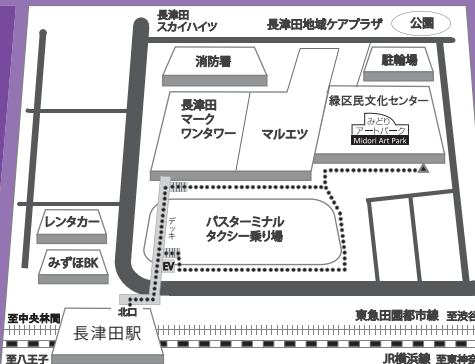 長津田
スカイハイツ
長津田地域ケアプラザ
公園
消防署
駐輪場
長津田
マーク
ワンタワー
マルエツ
緑区民文化センター
みどり
アートパーク
Midori Art Park
レンタカー
デッキ
バスターミナル
タクシー乗り場
みずほBK
EV
北口
至中央林間
東急田園都市線
至渋谷
長津田駅
至八王子
JR横浜線
至東神奈